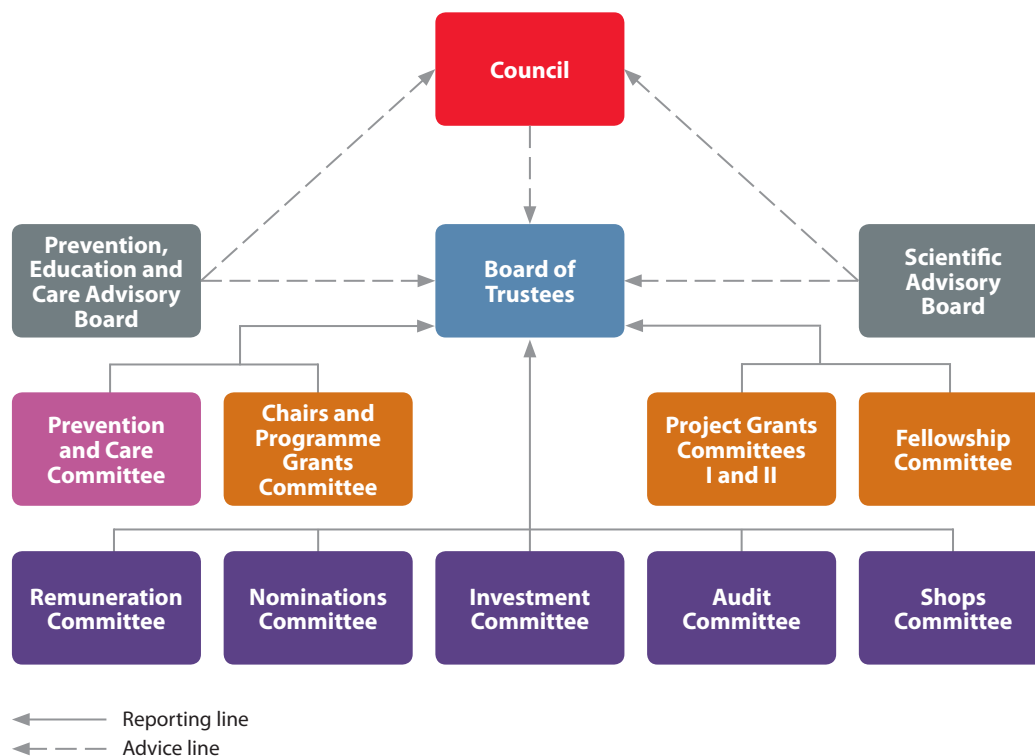 Council
Prevention,
Education and
Care Advisory
Board
Board of
Trustees
Scientific
Advisory
Board
Prevention
and Care
Committee
Chairs and
Programme
Grants
Committee
Project Grants
Committees
I and II
Fellowship
Committee
Remuneration
Committee
Nominations
Committee
Investment
Committee
Audit
Committee
Shops
Committee
Reporting line
Advice line